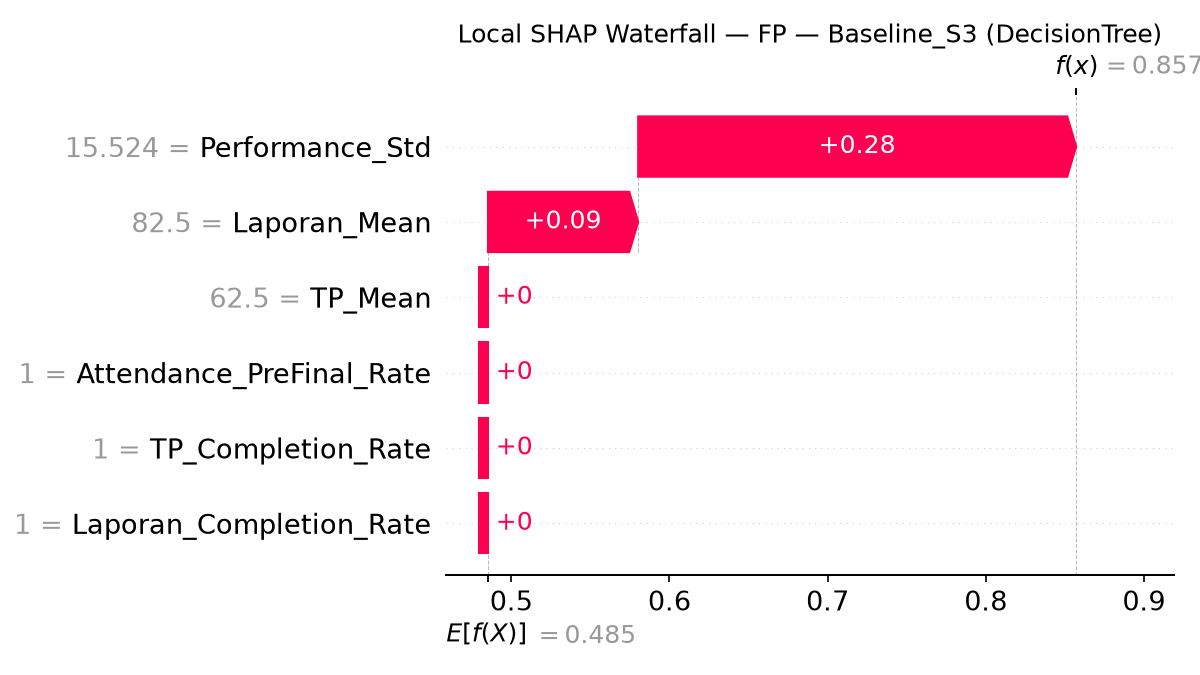 Local SHAP Waterfall — FP — Baseline_S3 (DecisionTree)
f(x) = 0.857
15.524 = Performance_Std
+0.28
82.5 = Laporan_Mean
+0.09
62.5 = TP_Mean
+0
1 = Attendance_PreFinal_Rate
+0
1 = TP_Completion_Rate
+0
1 = Laporan_Completion_Rate
+0
0.5 0.6 0.7 0.8 0.9
E[f(X)] = 0.485